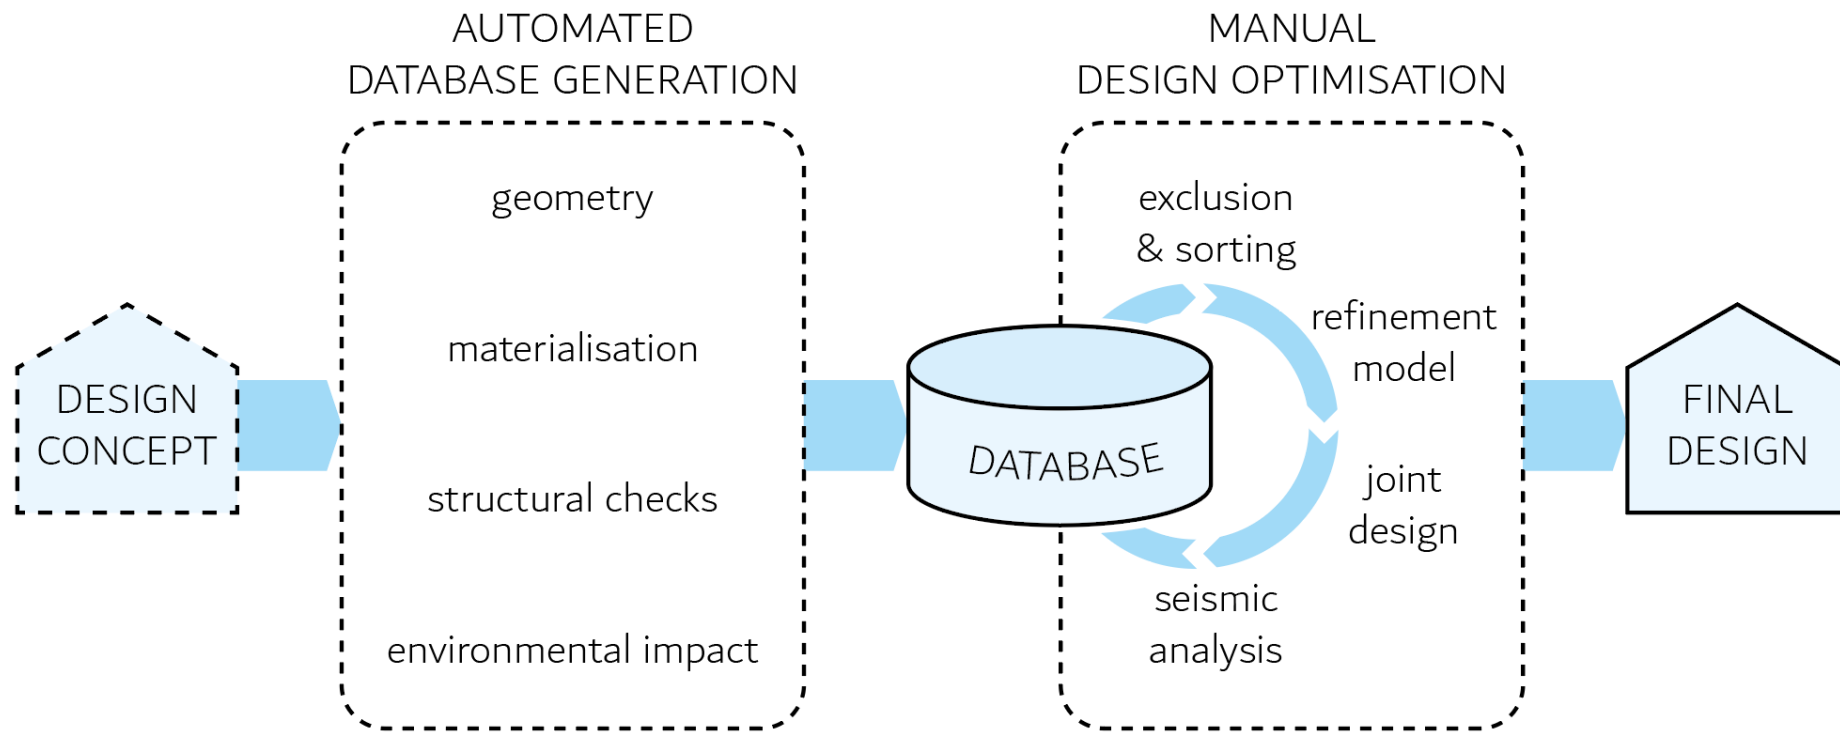 AUTOMATED
DATABASE GENERATION
MANUAL
DESIGN OPTIMISATION
DESIGN
CONCEPT
geometry
materialisation
structural checks
environmental impact
DATABASE
exclusion
& sorting
refinement
model
joint
design
seismic
analysis
FINAL
DESIGN